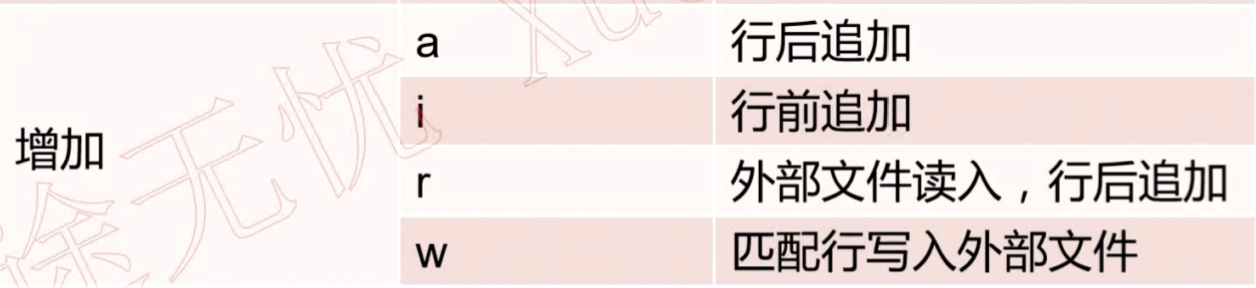 a 行后追加
i 行前追加
增加
r 外部文件读入，行后追加
w 匹配行写入外部文件
途无忧 Xu